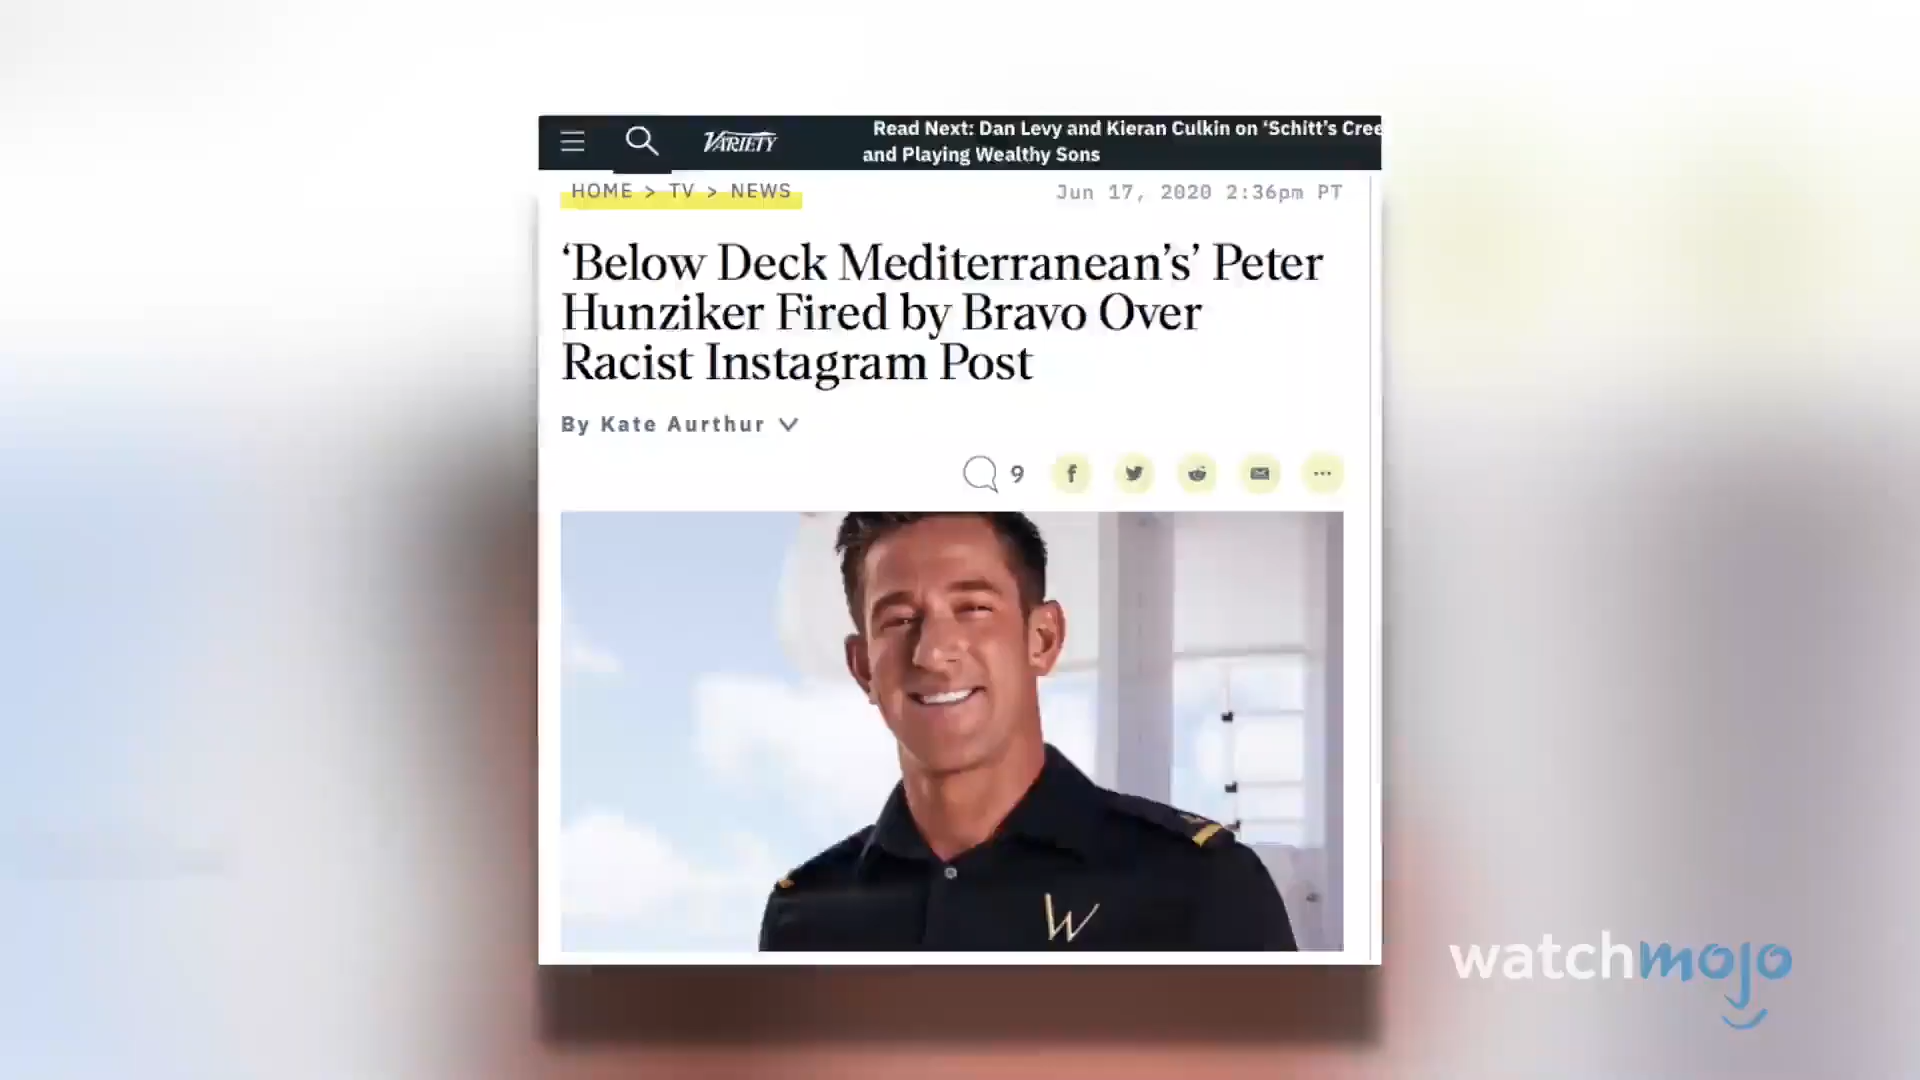 VARIETY
Read Next: Dan Levy and Kieran Culkin on ‘Schitt’s Cree
and Playing Wealthy Sons
HOME > TV > NEWS
Jun 17, 2020 2:36pm PT
‘Below Deck Mediterranean’s’ Peter
Hunziker Fired by Bravo Over
Racist Instagram Post
By Kate Aurthur
9
W
watchmojo